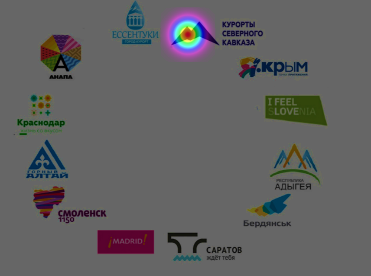 ЕССЕНТУКИ
КУРОРТЫ
СЕВЕРНОГО
КАВКАЗА
А
АНАПА
КРЫМ
Краснодар
I FEEL
SLOVENIA
ГОРНЫЙ
АЛТАЙ
РЕСПУБЛИКА
АДЫГЕЯ
СМОЛЕНСК
1150
Бердянськ
¡MADRID!
САРАТОВ
ЖДЁТ ТЕБЯ